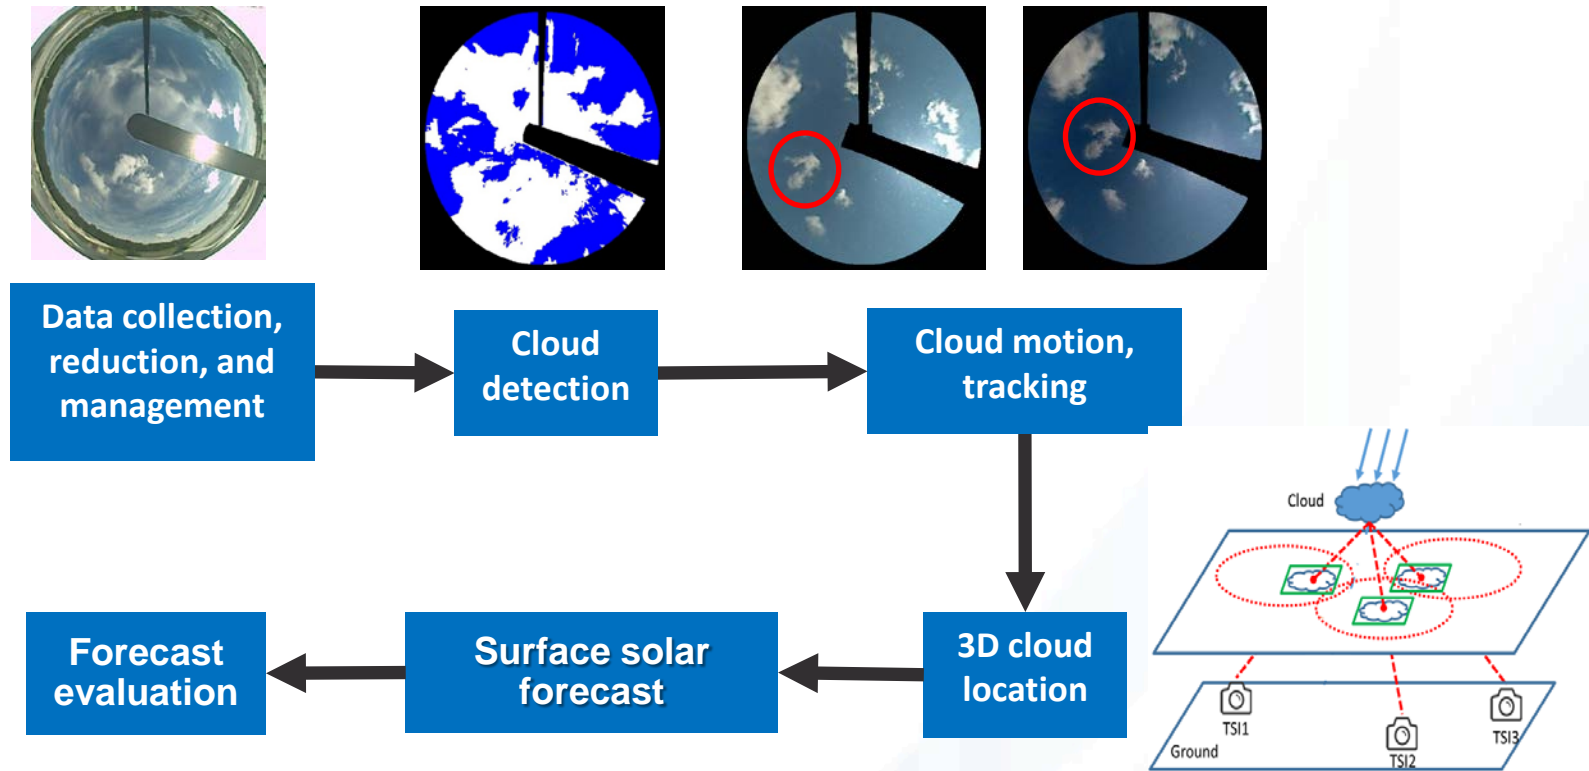 Data collection,
reduction, and
management
Cloud
detection
Cloud motion,
tracking
3D cloud
location
Surface solar
forecast
Forecast
evaluation
Cloud
TSI1
TSI2
TSI3
Ground